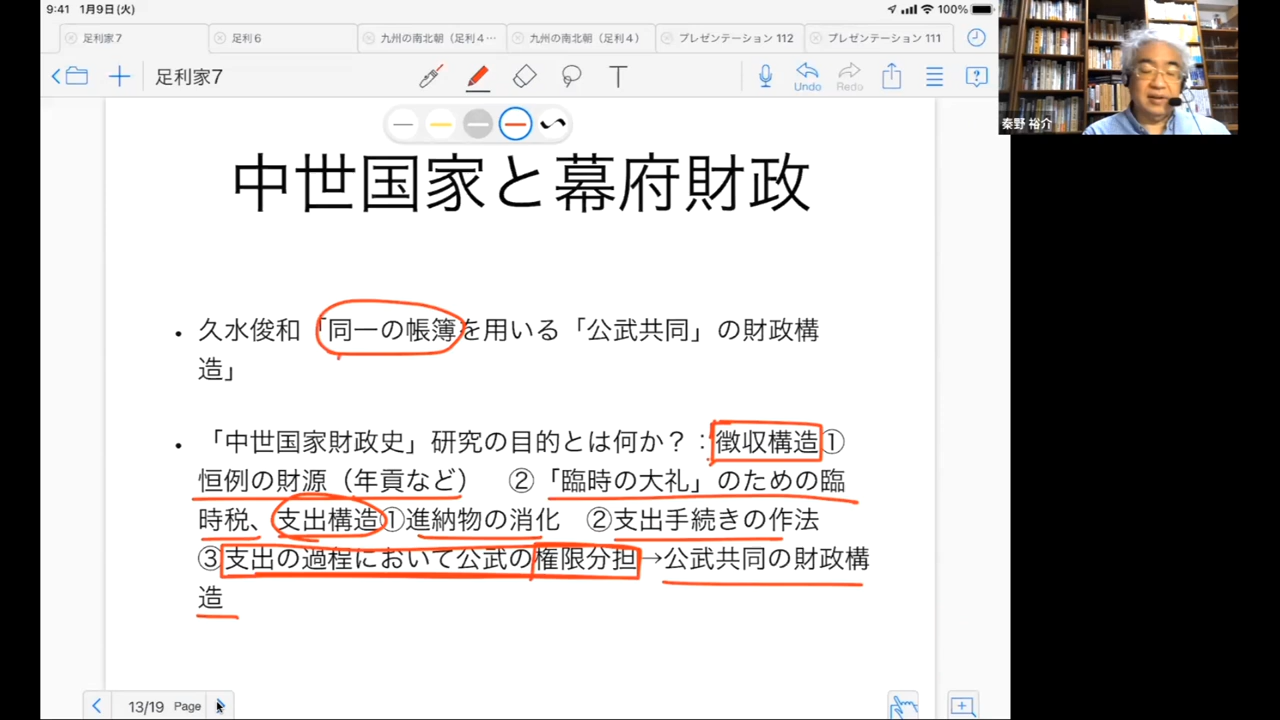 9:41 1月9日(火)
100%
足利家7
足利6
九州の南北朝（足利4…
九州の南北朝（足利4）
プレゼンテーション 112
プレゼンテーション 111
足利家7
T
Undo
Redo
秦野 裕介
中世国家と幕府財政
• 久水俊和「同一の帳簿を用いる「公武共同」の財政構
造」
• 「中世国家財政史」研究の目的とは何か？：徴収構造①
恒例の財源（年貢など） ②「臨時の大礼」のための臨
時税、支出構造①進納物の消化 ②支出手続きの作法
③支出の過程において公武の権限分担→公武共同の財政構
造
13/19 Page